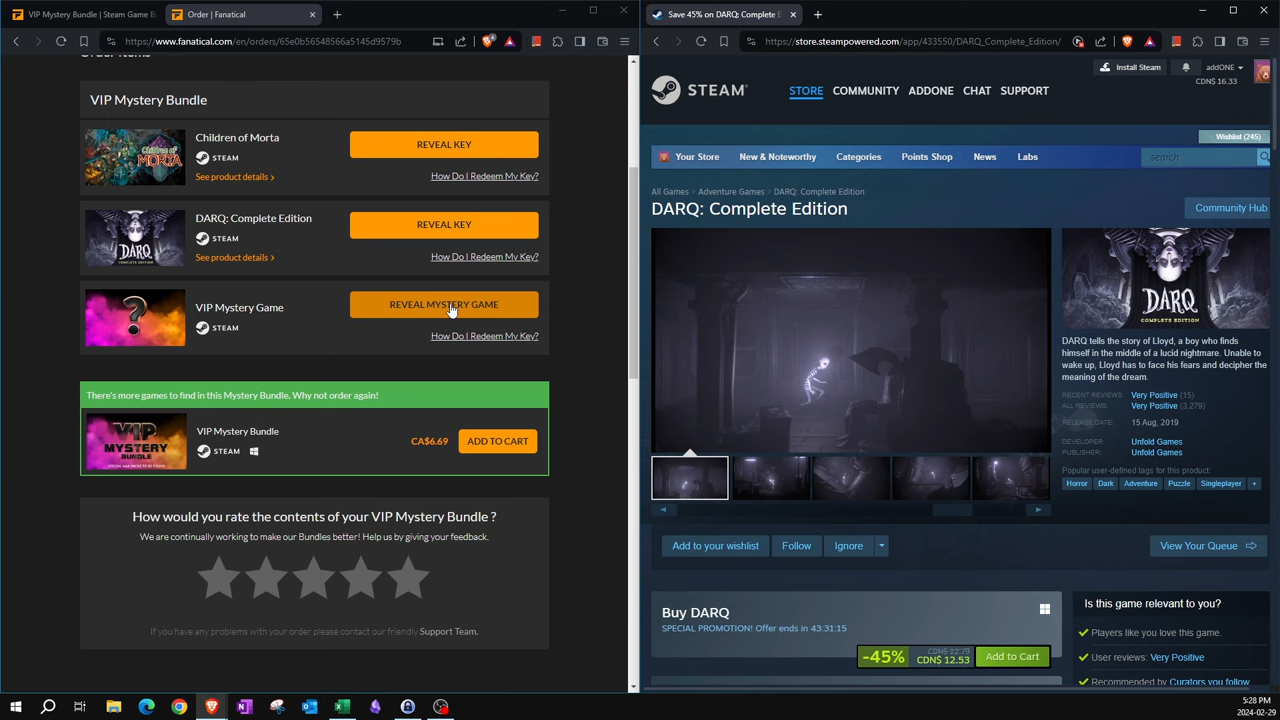 VIP Mystery Bundle | Steam Game B
Order | Fanatical
https://www.fanatical.com/en/orders/65e0b56548566a5145d9579b
VIP Mystery Bundle
Children of Morta
STEAM
See product details >
REVEAL KEY
How Do I Redeem My Key?
DARQ: Complete Edition
STEAM
See product details >
REVEAL KEY
How Do I Redeem My Key?
VIP Mystery Game
STEAM
REVEAL MYSTERY GAME
How Do I Redeem My Key?
There's more games to find in this Mystery Bundle. Why not order again!
VIP
MYSTERY
BUNDLE
VIP Mystery Bundle
STEAM
CA$6.69
ADD TO CART
How would you rate the contents of your VIP Mystery Bundle ?
We are continually working to make our Bundles better! Help us by giving your feedback.
If you have any problems with your order please contact our friendly Support Team.
Save 45% on DARQ: Complete E
https://store.steampowered.com/app/433550/DARQ_Complete_Edition/
Install Steam
addONE
CDN$ 16.33
STEAM
STORE
COMMUNITY
ADDONE
CHAT
SUPPORT
Wishlist (245)
Your Store
New & Noteworthy
Categories
Points Shop
News
Labs
search
All Games > Adventure Games > DARQ: Complete Edition
DARQ: Complete Edition
Community Hub
DARQ
COMPLETE EDITION
DARQ tells the story of Lloyd, a boy who finds
himself in the middle of a lucid nightmare. Unable to
wake up, Lloyd has to face his fears and decipher the
meaning of the dream.
RECENT REVIEWS: Very Positive (15)
ALL REVIEWS: Very Positive (3,279)
RELEASE DATE: 15 Aug, 2019
DEVELOPER: Unfold Games
PUBLISHER: Unfold Games
Popular user-defined tags for this product:
Horror
Dark
Adventure
Puzzle
Singleplayer
+
Add to your wishlist
Follow
Ignore
View Your Queue
Buy DARQ
SPECIAL PROMOTION! Offer ends in 43:31:15
-45%
CDN$ 22.79
CDN$ 12.53
Add to Cart
Is this game relevant to you?
Players like you love this game.
User reviews: Very Positive
Recommended by Curators you follow
5:28 PM
2024-02-29